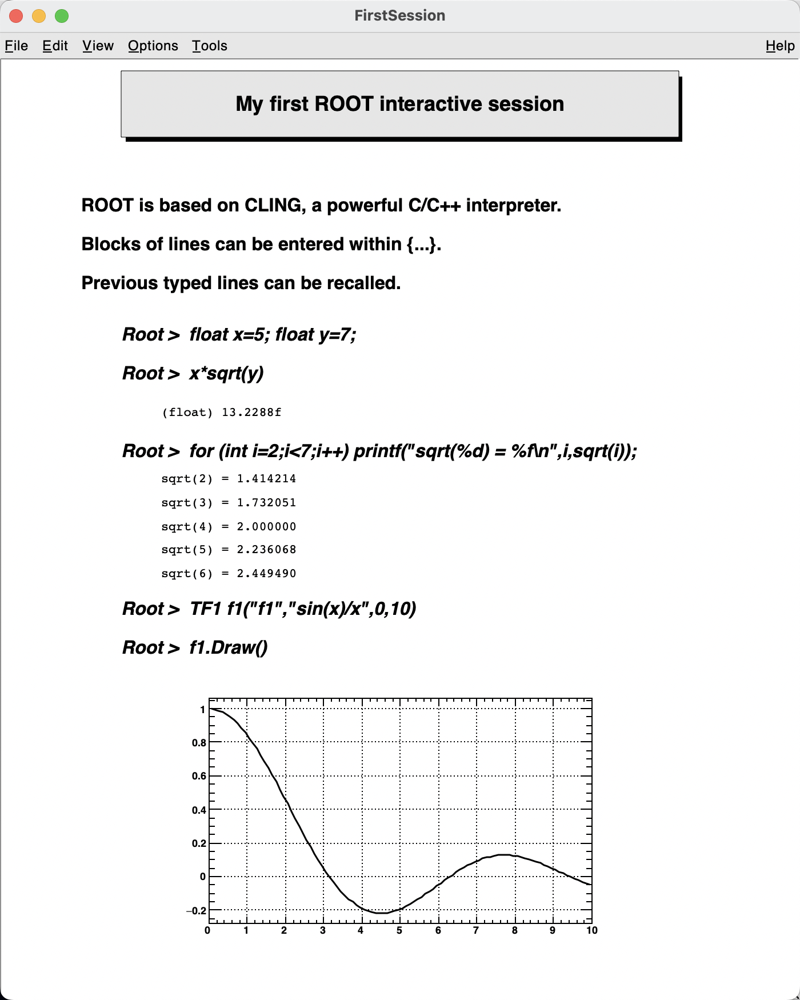 FirstSession
File Edit View Options Tools Help
My first ROOT interactive session
ROOT is based on CLING, a powerful C/C++ interpreter.
Blocks of lines can be entered within {...}.
Previous typed lines can be recalled.
Root > float x=5; float y=7;
Root > x*sqrt(y)
(float) 13.2288f
Root > for (int i=2;i<7;i++) printf("sqrt(%d) = %f\n",i,sqrt(i));
sqrt(2) = 1.414214
sqrt(3) = 1.732051
sqrt(4) = 2.000000
sqrt(5) = 2.236068
sqrt(6) = 2.449490
Root > TF1 f1("f1","sin(x)/x",0,10)
Root > f1.Draw()
1
0.8
0.6
0.4
0.2
0
−0.2
0 1 2 3 4 5 6 7 8 9 10